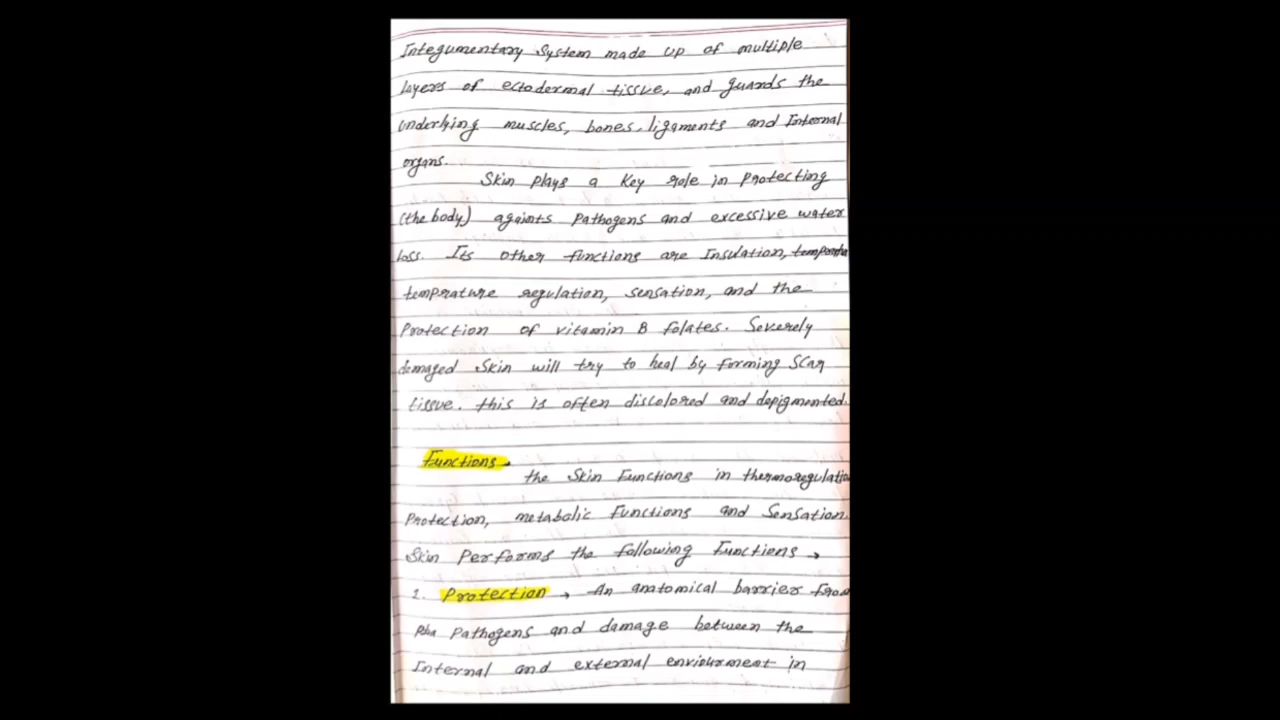 Integumentary System made up of multiple
layers of ectodermal tissue, and guards the
underlying muscles, bones, ligaments and Internal
organs.
Skin plays a key role in protecting
(the body) againts pathogens and excessive water
loss. Its other functions are Insulation,
temprature regulation, sensation, and the
Protection of vitamin B folates. Severely
damaged Skin will try to heal by forming Scar
tissue. this is often discolored and depigmented.
Functions
the Skin Functions in thermoregulation
Protection, metabolic Functions and Sensation.
Skin Performs the following Functions →
1. Protection → An anatomical barrier from
Pathogens and damage between the
Internal and external enviourment in